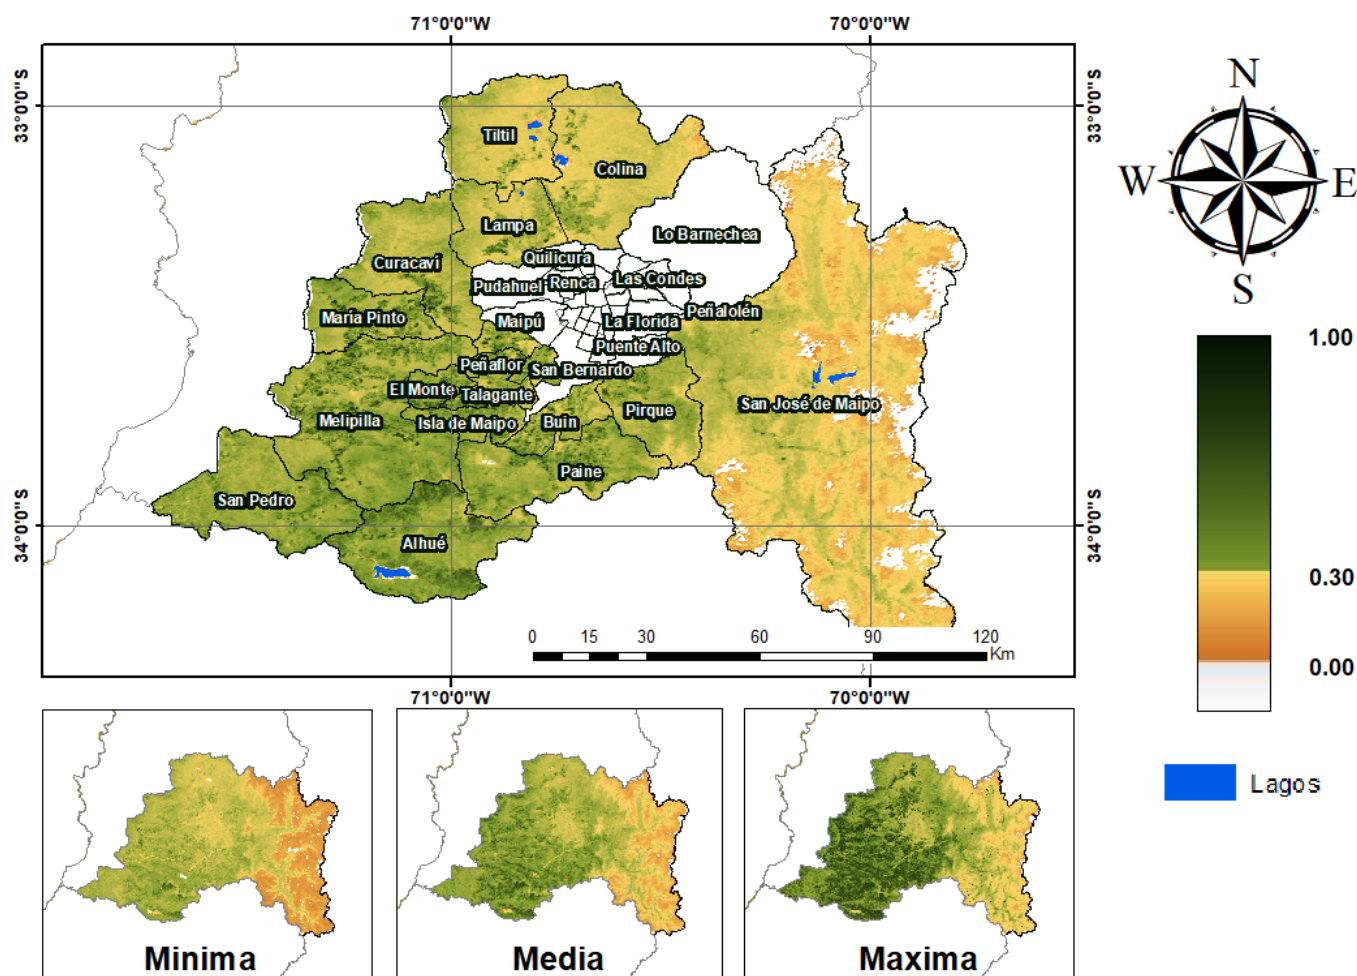 71°0'0"W
70°0'0"W
33°0'0"S
33°0'0"S
N
W
E
S
Tiltil
Colina
Lampa
Lo Barnechea
Curacaví
Quilicura
Pudahuel
Renca
Las Condes
María Pinto
Maipú
La Florida
Peñalolén
Puente Alto
Peñaflor
San Bernardo
El Monte
Talagante
San José de Maipo
Melipilla
Isla de Maipo
Buin
Pirque
Paine
San Pedro
Alhué
34°0'0"S
34°0'0"S
1.00
0.30
0.00
0 15 30 60 90 120
Km
71°0'0"W
70°0'0"W
Lagos
Minima
Media
Maxima